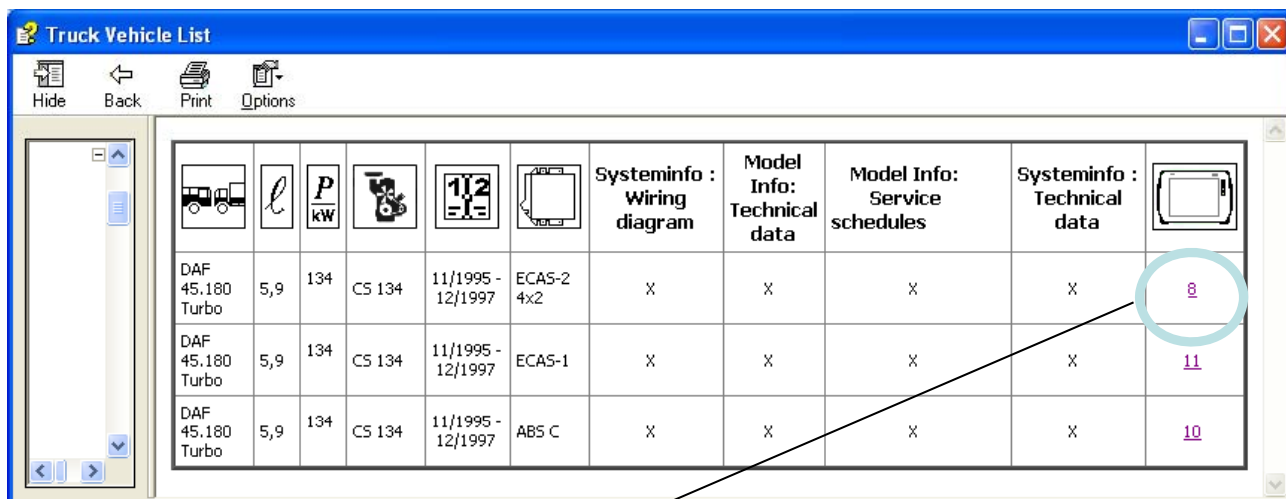 Truck Vehicle List
Hide Back Print Options
ℓ P/kW 1 2 Systeminfo : Wiring diagram Model Info: Technical data Model Info: Service schedules Systeminfo : Technical data
DAF 45.180 Turbo 5,9 134 CS 134 11/1995 - 12/1997 ECAS-2 4x2 X X X X 8
DAF 45.180 Turbo 5,9 134 CS 134 11/1995 - 12/1997 ECAS-1 X X X X 11
DAF 45.180 Turbo 5,9 134 CS 134 11/1995 - 12/1997 ABS C X X X X 10